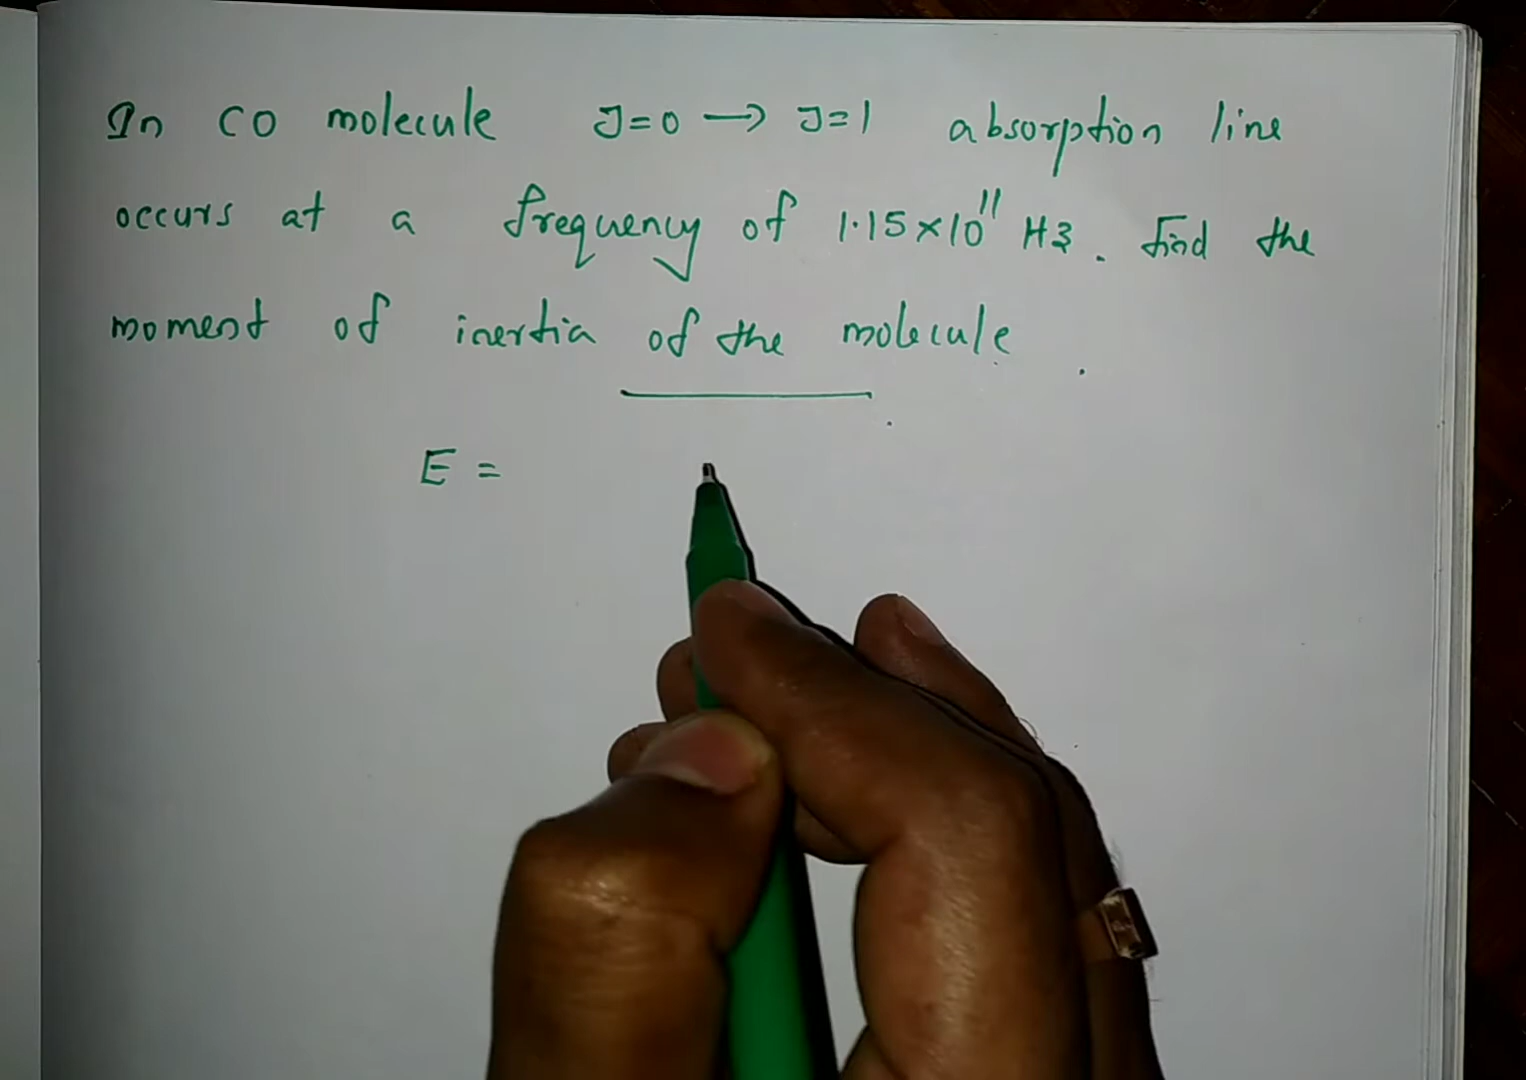 In CO molecule J=0 → J=1 absorption line
occurs at a frequency of 1.15×10¹¹ Hz. Find the
moment of inertia of the molecule.
E =